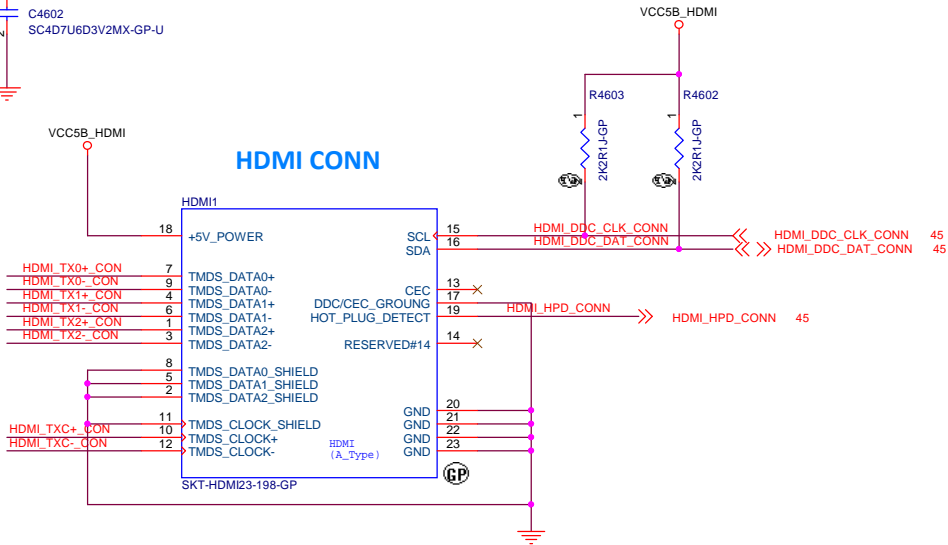 C4602
SC4D7U6D3V2MX-GP-U
2
VCC5B_HDMI
R4603
R4602
1
1
2K2R1J-GP
2K2R1J-GP
VCC5B_HDMI
HDMI CONN
HDMI1
18 +5V_POWER
SCL 15 HDMI_DDC_CLK_CONN HDMI_DDC_CLK_CONN 45
SDA 16 HDMI_DDC_DAT_CONN HDMI_DDC_DAT_CONN 45
HDMI_TX0+_CON 7 TMDS_DATA0+
HDMI_TX0-_CON 9 TMDS_DATA0-
HDMI_TX1+_CON 4 TMDS_DATA1+
HDMI_TX1-_CON 6 TMDS_DATA1-
HDMI_TX2+_CON 1 TMDS_DATA2+
HDMI_TX2-_CON 3 TMDS_DATA2-
CEC 13
DDC/CEC_GROUNG 17
HOT_PLUG_DETECT 19 HDMI_HPD_CONN HDMI_HPD_CONN 45
RESERVED#14 14
8 TMDS_DATA0_SHIELD
5 TMDS_DATA1_SHIELD
2 TMDS_DATA2_SHIELD
11 TMDS_CLOCK_SHIELD
HDMI_TXC+_CON 10 TMDS_CLOCK+
HDMI_TXC-_CON 12 TMDS_CLOCK-
GND 20
GND 21
GND 22
GND 23
HDMI
(A_Type)
GP
SKT-HDMI23-198-GP